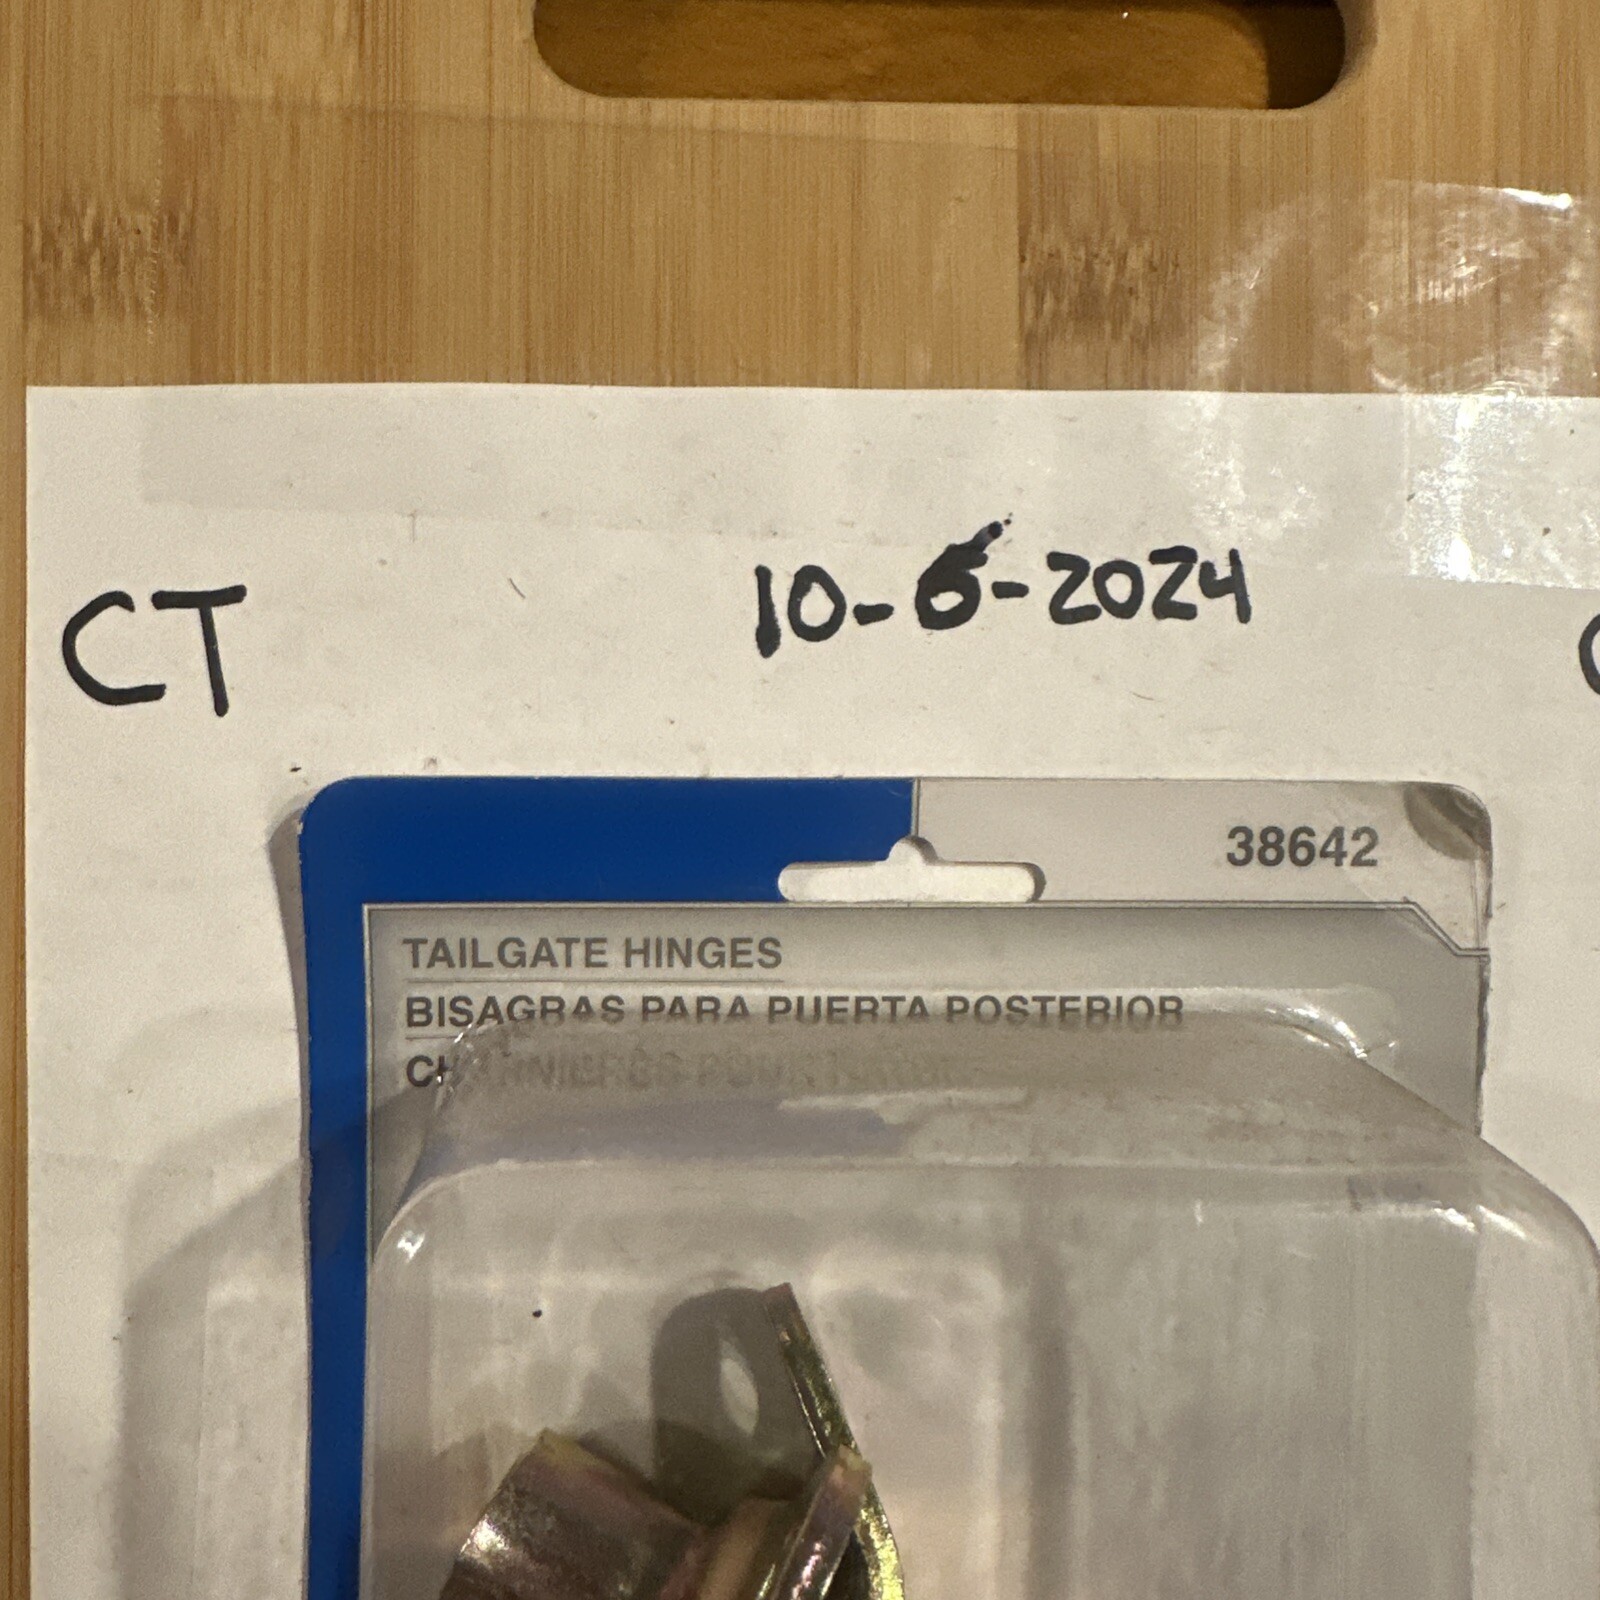 CT
10-6-2024
38642
TAILGATE HINGES
BISAGRAS PARA PUERTA POSTERIOR